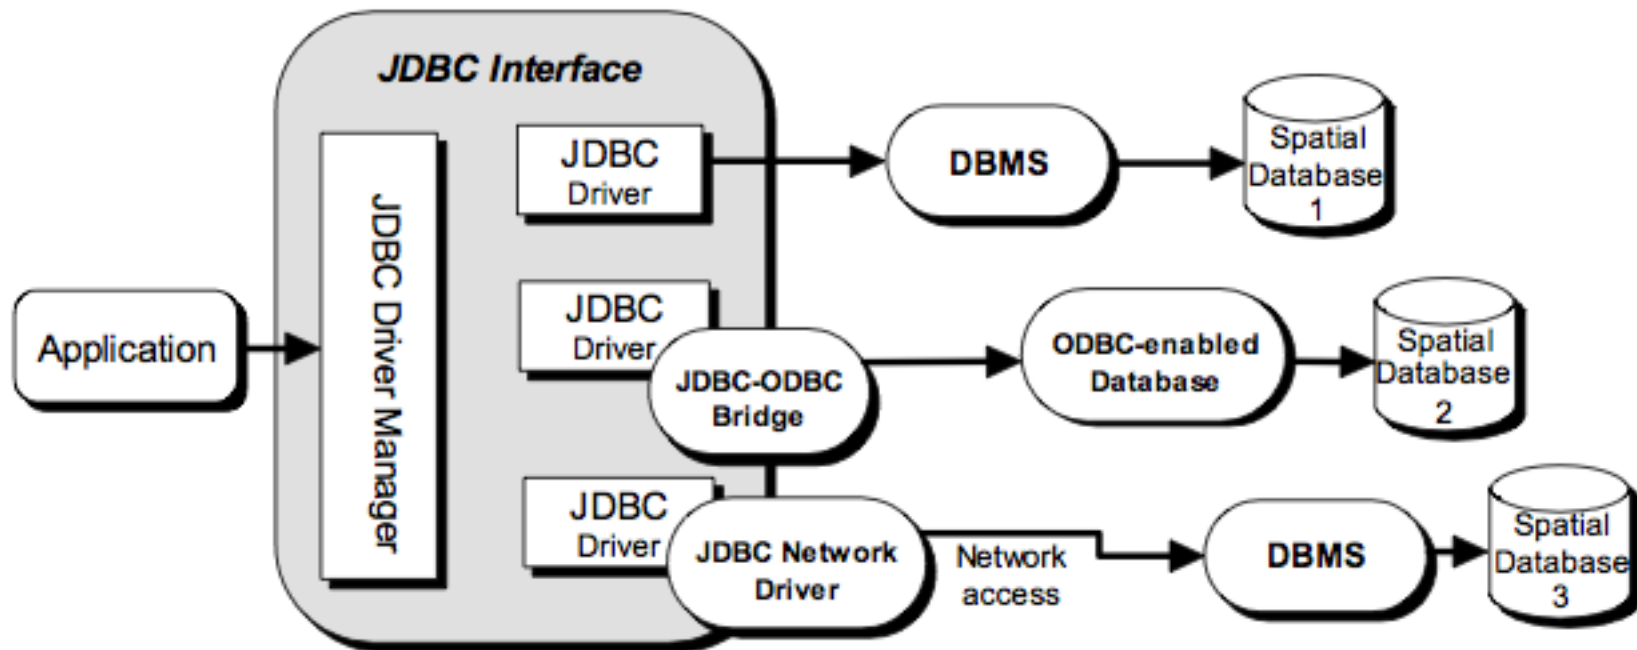 JDBC Interface
Application
JDBC Driver Manager
JDBC
Driver
DBMS
Spatial
Database
1
JDBC
Driver
JDBC-ODBC
Bridge
ODBC-enabled
Database
Spatial
Database
2
JDBC
Driver
JDBC Network
Driver
Network
access
DBMS
Spatial
Database
3